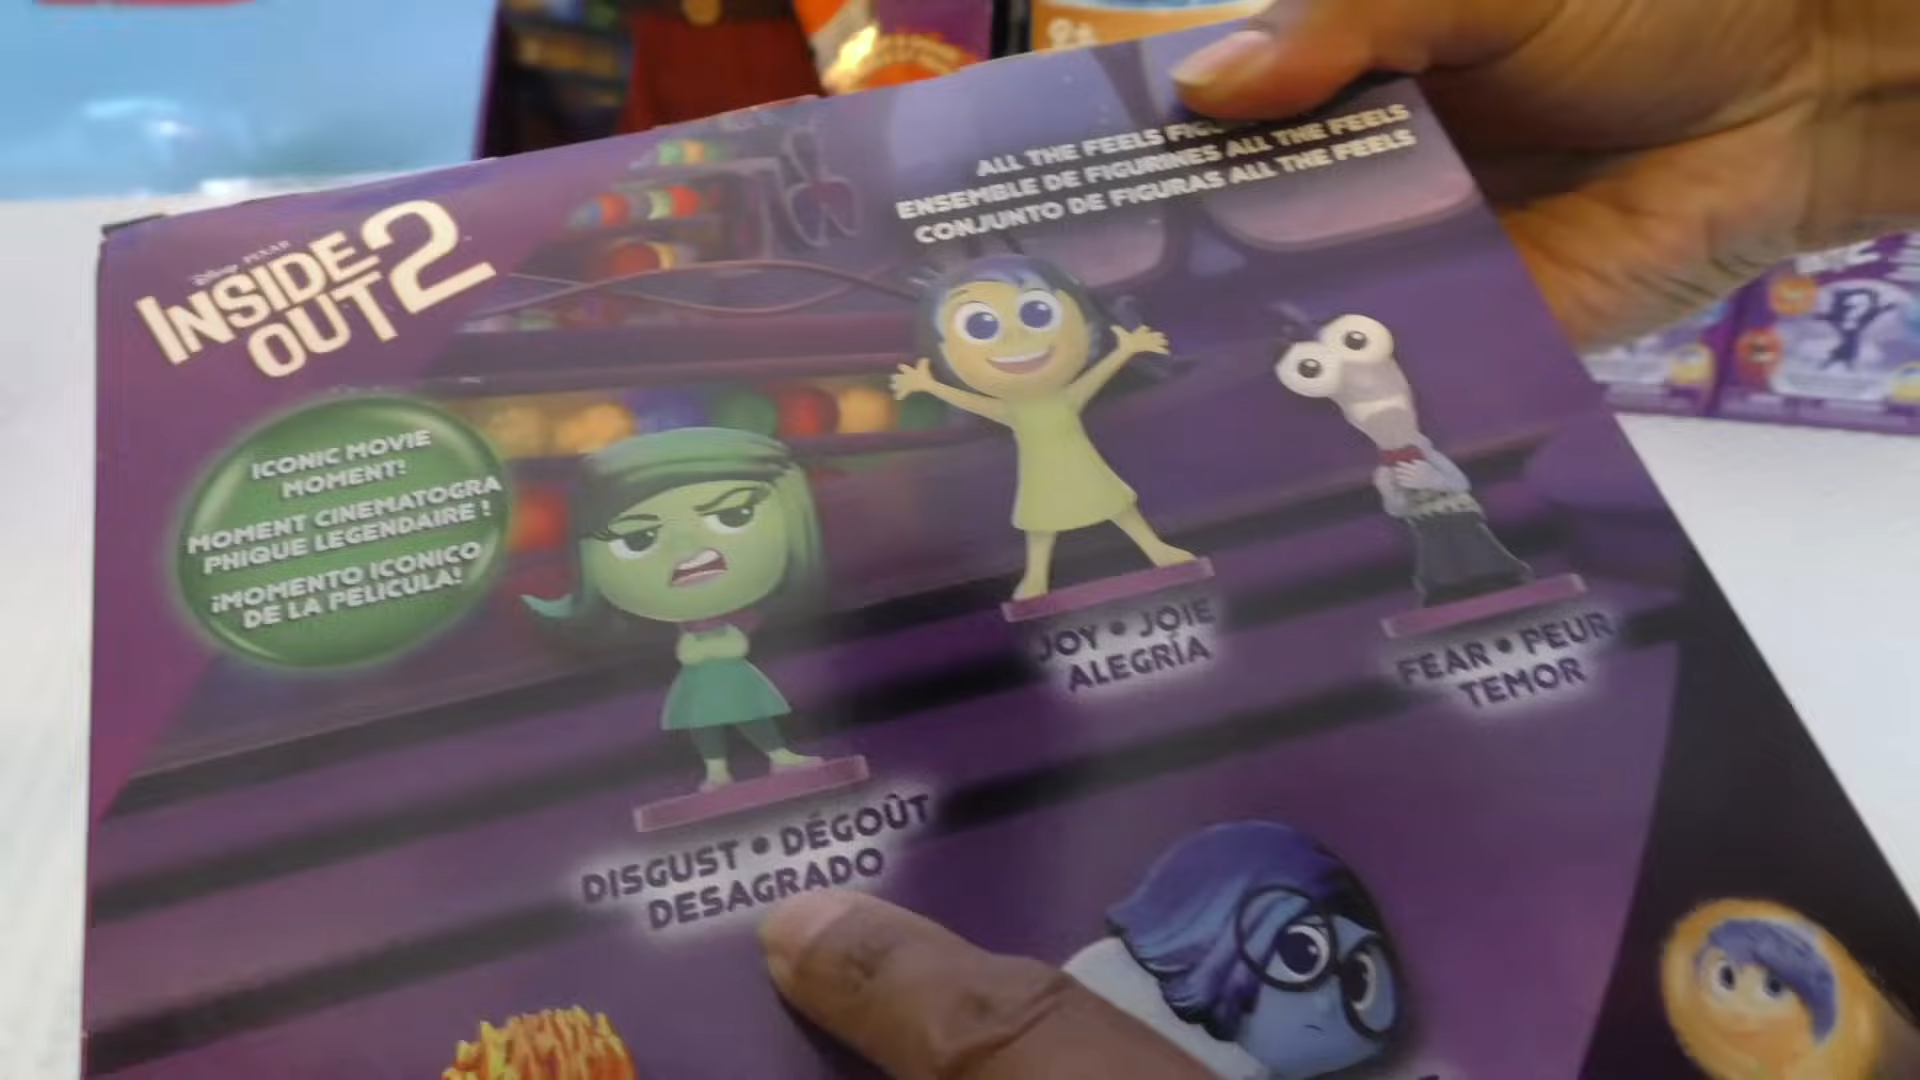 ALL THE FEELS
ENSEMBLE DE FIGURINES ALL THE FEELS
CONJUNTO DE FIGURAS ALL THE FEELS
Disney PIXAR
INSIDE
OUT 2
ICONIC MOVIE
MOMENT!
MOMENT CINEMATOGRA
PHIQUE LEGENDAIRE !
¡MOMENTO ICONICO
DE LA PELICULA!
JOY • JOIE
ALEGRÍA
FEAR • PEUR
TEMOR
DISGUST • DÉGOÛT
DESAGRADO